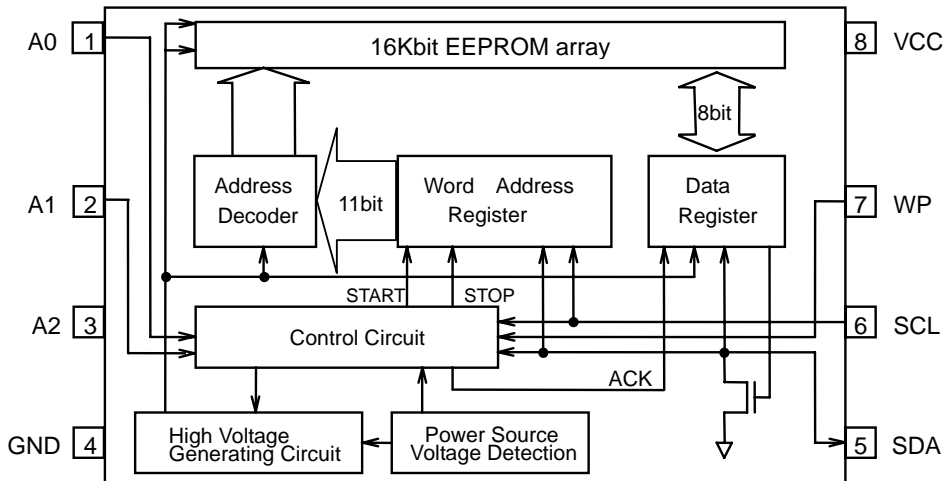 A0 1
16Kbit EEPROM array
8 VCC
8bit
A1 2
Address
Decoder
11bit
Word Address
Register
Data
Register
7 WP
START
STOP
A2 3
Control Circuit
6 SCL
ACK
GND 4
High Voltage
Generating Circuit
Power Source
Voltage Detection
5 SDA